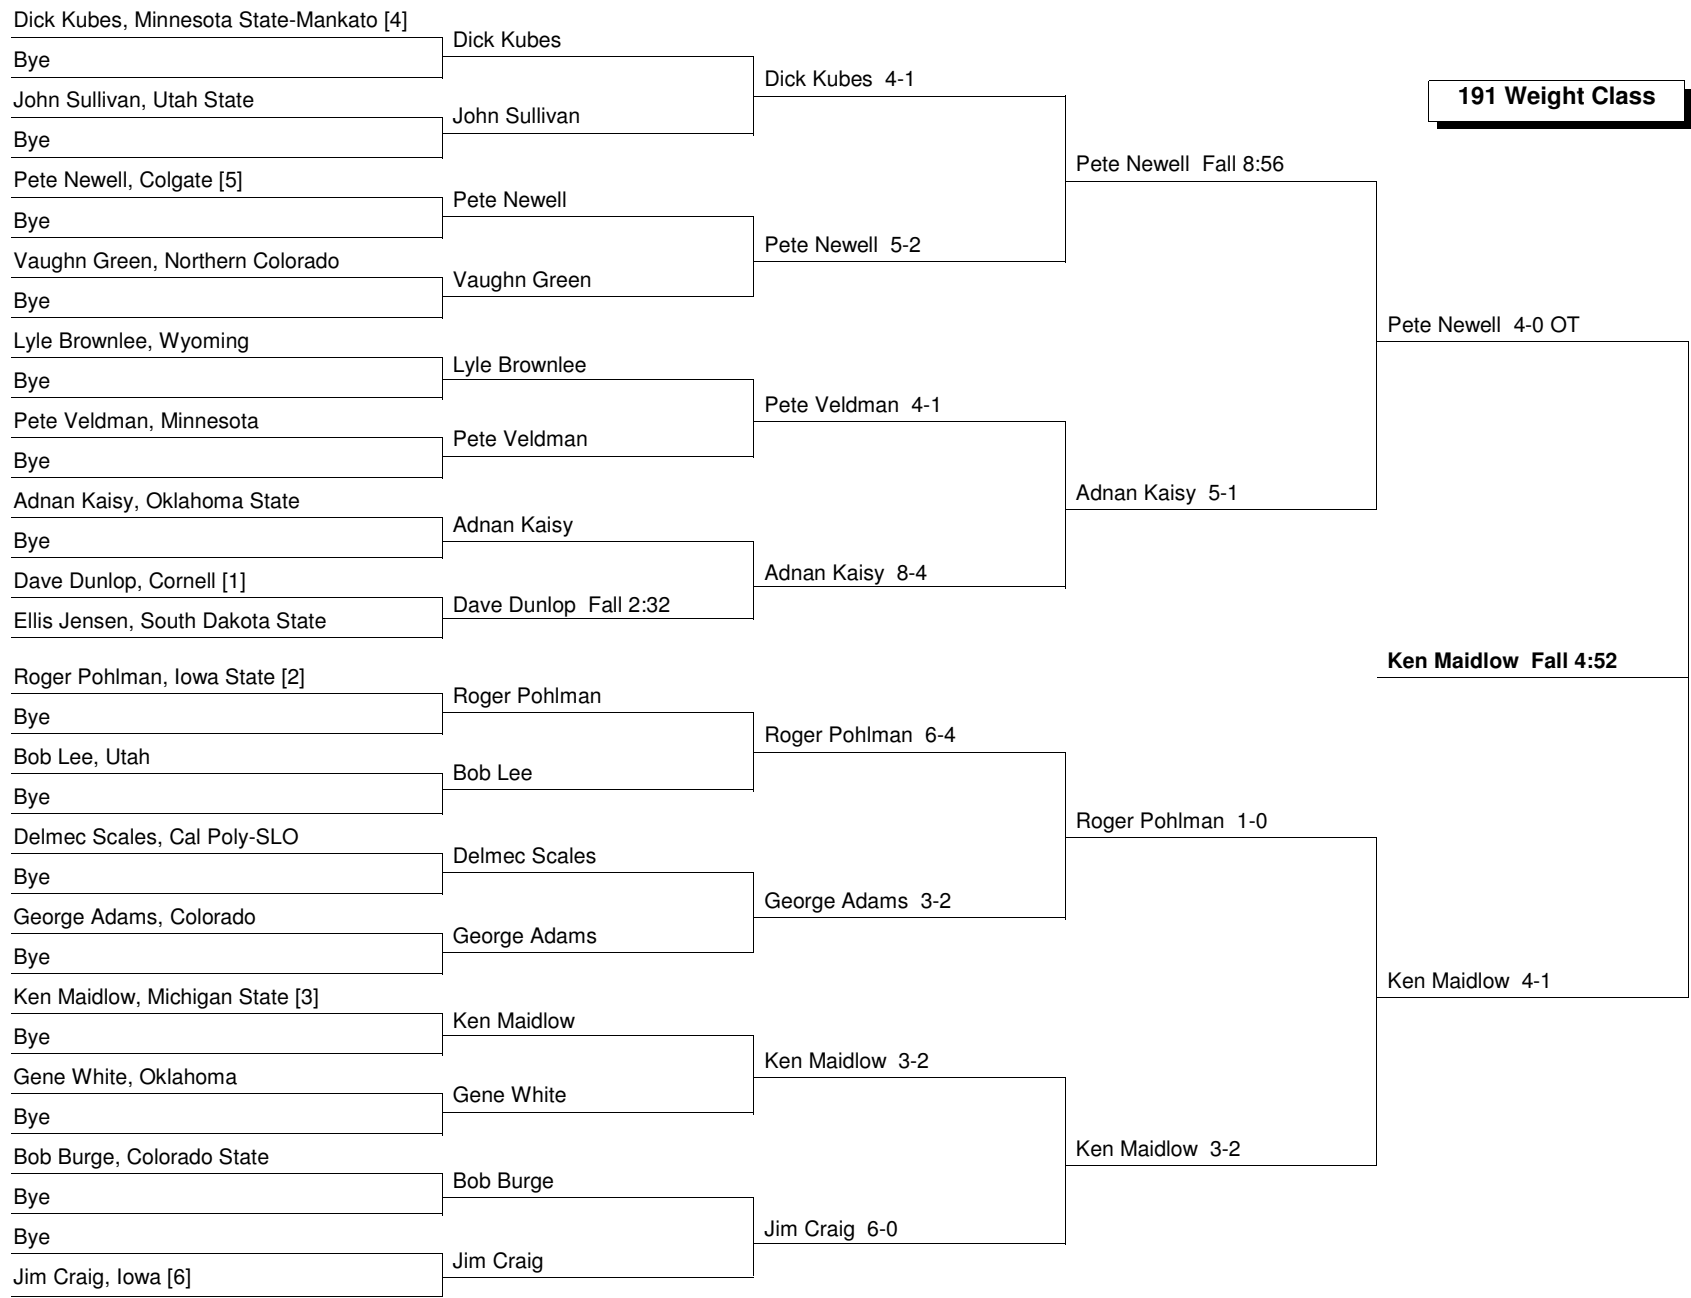 Dick Kubes, Minnesota State-Mankato [4]
Bye
John Sullivan, Utah State
Bye
Pete Newell, Colgate [5]
Bye
Vaughn Green, Northern Colorado
Bye
Lyle Brownlee, Wyoming
Bye
Pete Veldman, Minnesota
Bye
Adnan Kaisy, Oklahoma State
Bye
Dave Dunlop, Cornell [1]
Ellis Jensen, South Dakota State
Roger Pohlman, Iowa State [2]
Bye
Bob Lee, Utah
Bye
Delmec Scales, Cal Poly-SLO
Bye
George Adams, Colorado
Bye
Ken Maidlow, Michigan State [3]
Bye
Gene White, Oklahoma
Bye
Bob Burge, Colorado State
Bye
Bye
Jim Craig, Iowa [6]
Dick Kubes
John Sullivan
Pete Newell
Vaughn Green
Lyle Brownlee
Pete Veldman
Adnan Kaisy
Dave Dunlop Fall 2:32
Roger Pohlman
Bob Lee
Delmec Scales
George Adams
Ken Maidlow
Gene White
Bob Burge
Jim Craig
Dick Kubes 4-1
Pete Newell 5-2
Pete Veldman 4-1
Adnan Kaisy 8-4
Roger Pohlman 6-4
George Adams 3-2
Ken Maidlow 3-2
Jim Craig 6-0
Pete Newell Fall 8:56
Adnan Kaisy 5-1
Roger Pohlman 1-0
Ken Maidlow 3-2
191 Weight Class
Pete Newell 4-0 OT
Ken Maidlow Fall 4:52
Ken Maidlow 4-1